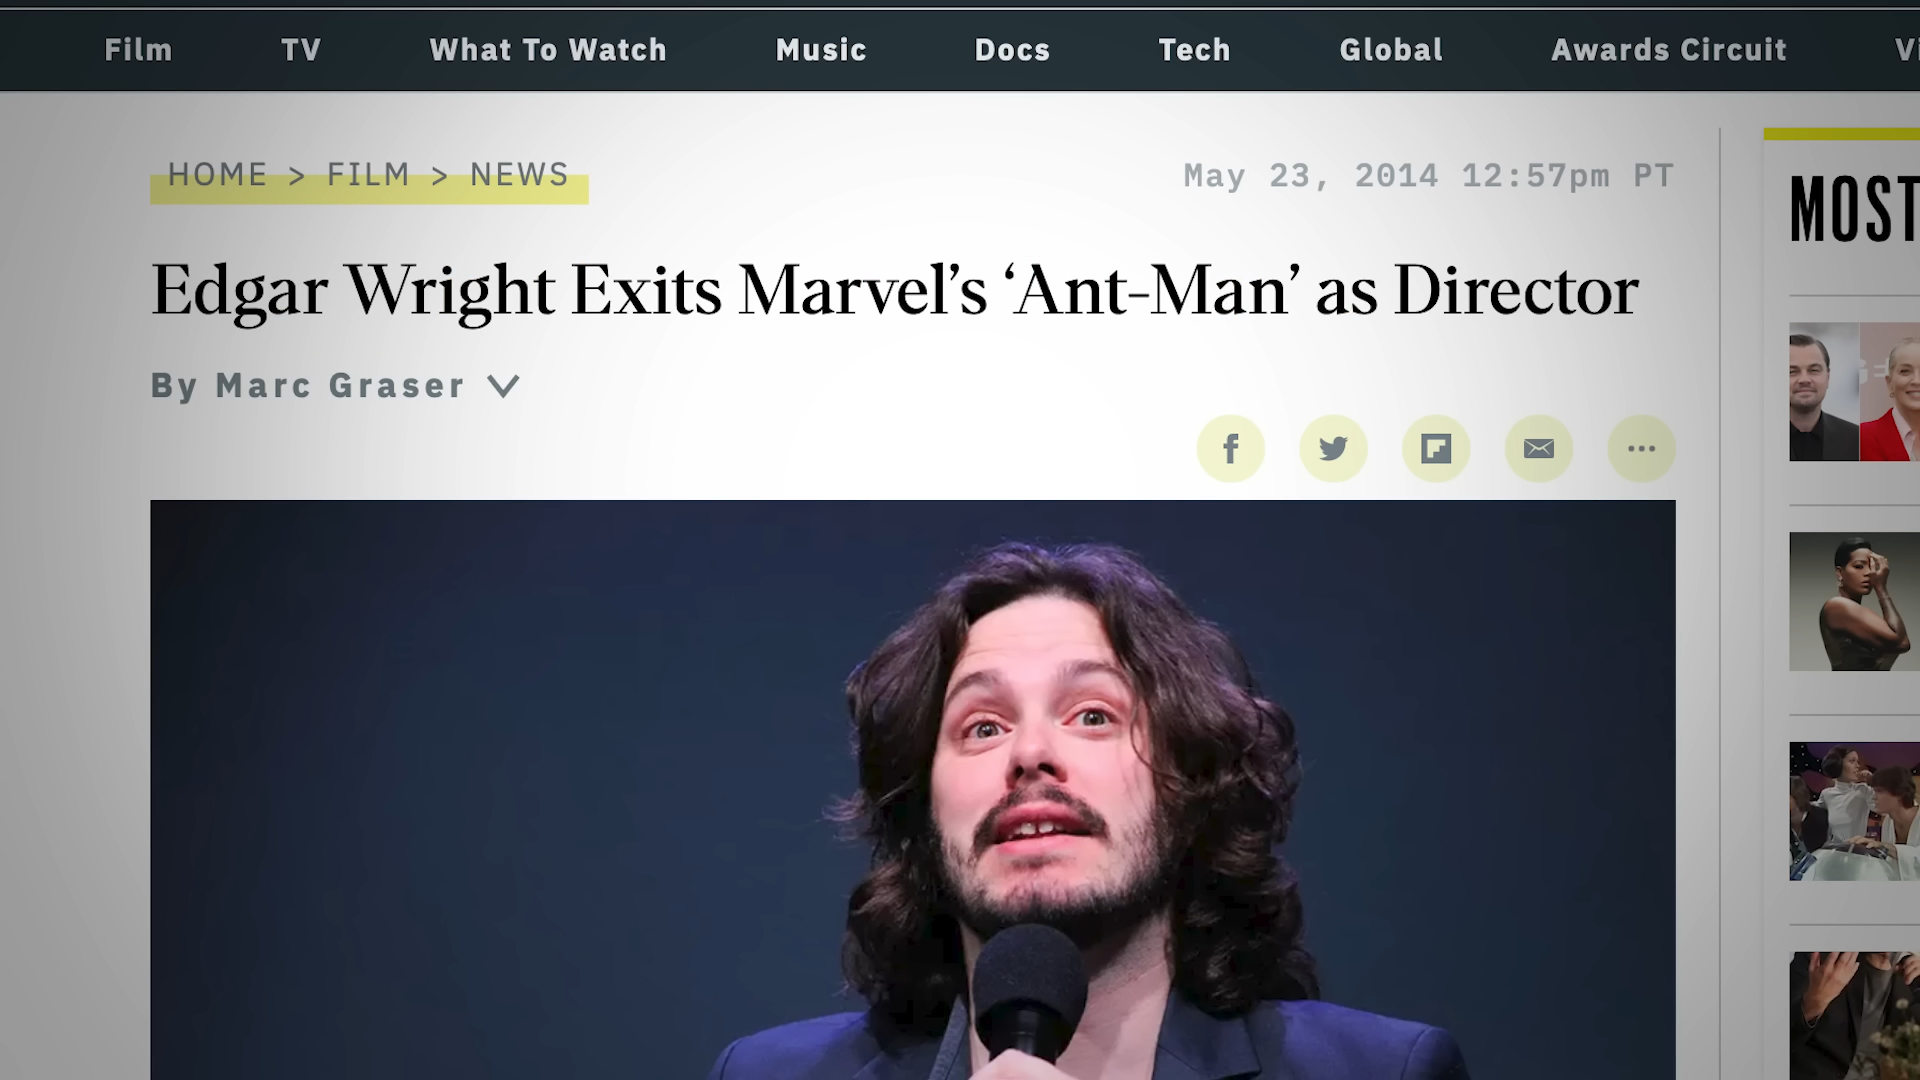 Film TV What To Watch Music Docs Tech Global Awards Circuit
HOME > FILM > NEWS
May 23, 2014 12:57pm PT
MOST
Edgar Wright Exits Marvel’s ‘Ant-Man’ as Director
By Marc Graser